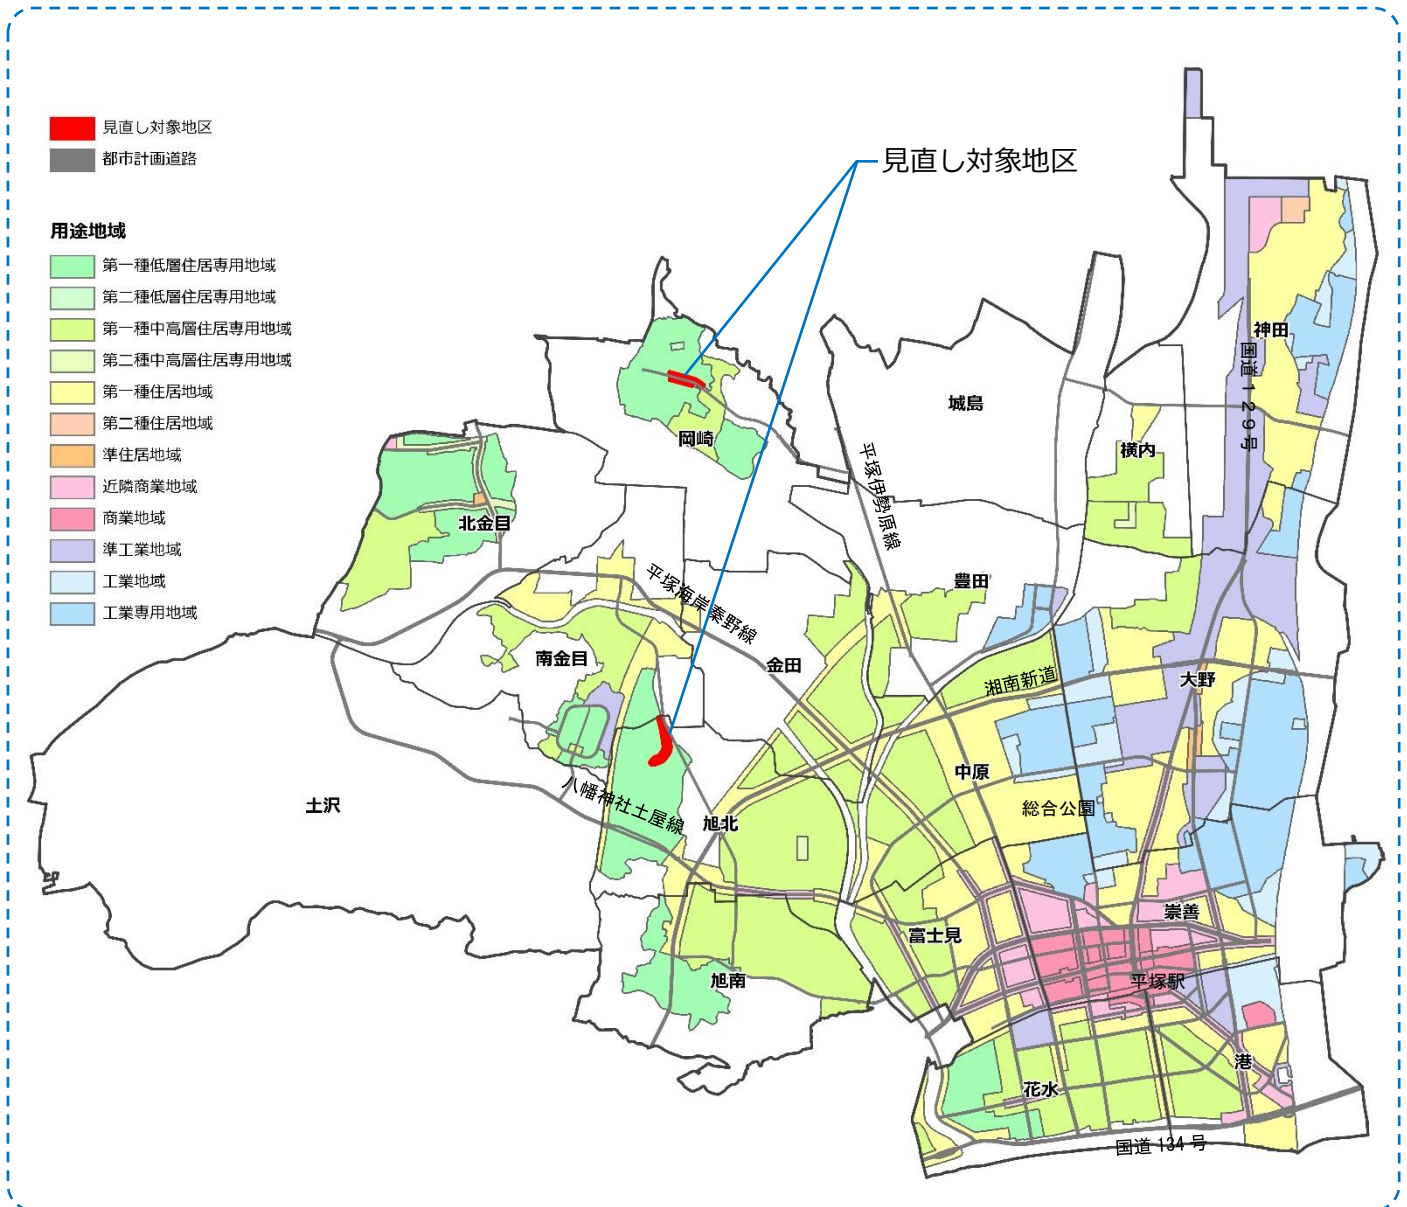 見直し対象地区
都市計画道路
用途地域
第一種低層住居専用地域
第二種低層住居専用地域
第一種中高層住居専用地域
第二種中高層住居専用地域
第一種住居地域
第二種住居地域
準住居地域
近隣商業地域
商業地域
準工業地域
工業地域
工業専用地域
見直し対象地区
神田
国道129号
城島
岡崎
横内
平塚伊勢原線
北金目
豊田
平塚海岸秦野線
南金目
金田
湘南新道
大野
中原
総合公園
八幡神社土屋線
土沢
旭北
崇善
富士見
旭南
平塚駅
港
花水
国道134号